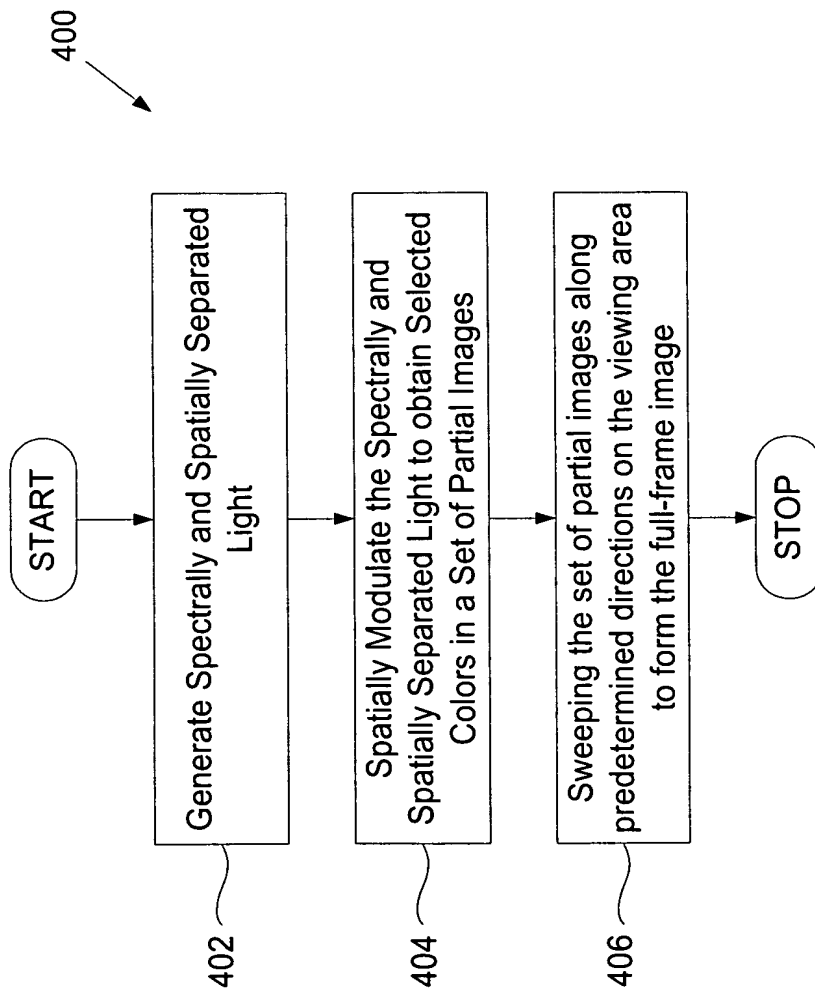 400
START
402
Generate Spectrally and Spatially Separated
Light
404
Spatially Modulate the Spectrally and
Spatially Separated Light to obtain Selected
Colors in a Set of Partial Images
406
Sweeping the set of partial images along
predetermined directions on the viewing area
to form the full-frame image
STOP